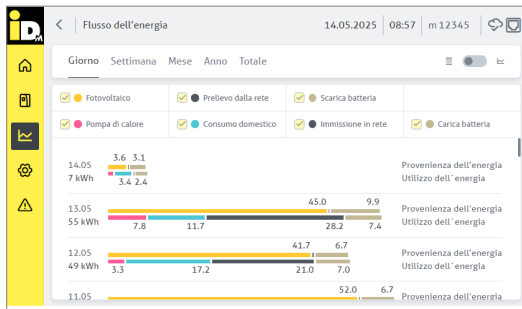 iDM
Flusso dell'energia 14.05.2025 08:57 m 12345
Giorno Settimana Mese Anno Totale
Fotovoltaico Prelievo dalla rete Scarica batteria
Pompa di calore Consumo domestico Immissione in rete Carica batteria
3.6 3.1
14.05 Provenienza dell'energia
7 kWh Utilizzo dell´energia
3.4 2.4
45.0 9.9
13.05 Provenienza dell'energia
55 kWh Utilizzo dell´energia
7.8 11.7 28.2 7.4
41.7 6.7
12.05 Provenienza dell'energia
49 kWh Utilizzo dell´energia
3.3 17.2 21.0 7.0
52.0 6.7
11.05 Provenienza dell'energia